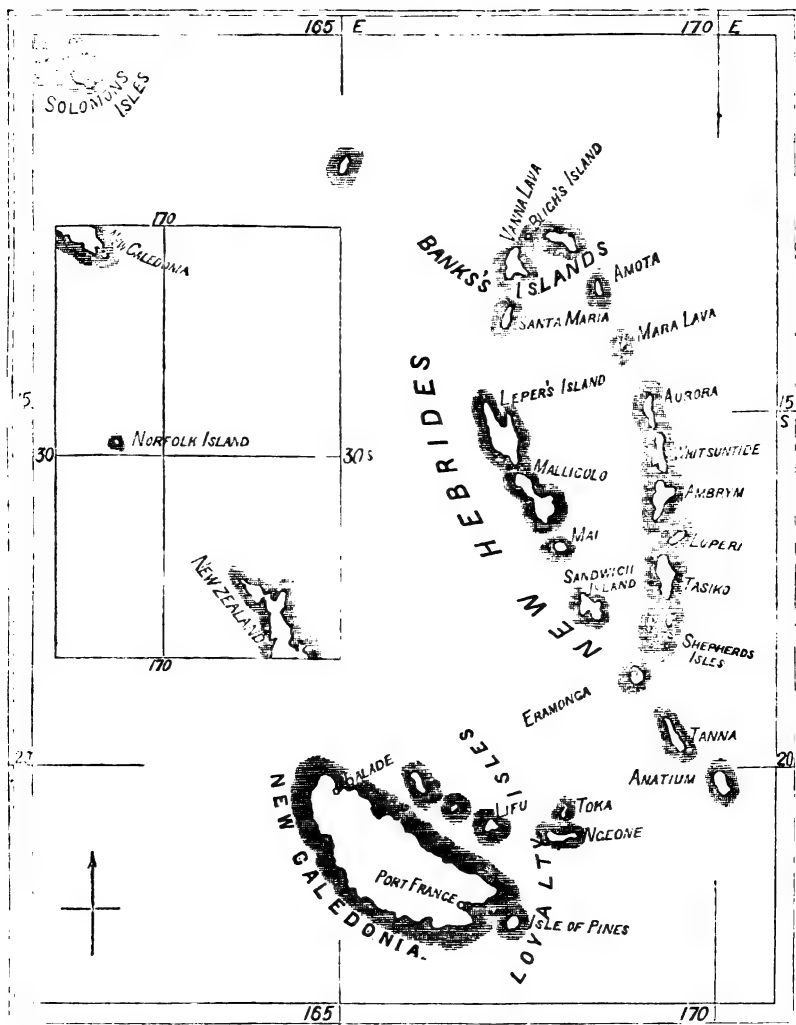 165 E
170 E
SOLOMONS
ISLES
VANNA LAVA
BLIGH'S ISLAND
BANKS'S
ISLANDS
AMOTA
SANTA MARIA
MARA LAVA
170
NEW CALEDONIA
NORFOLK ISLAND
30
30 S
NEW ZEALAND
170
NEW HEBRIDES
LEPER'S ISLAND
AURORA
15
15
S
WHITSUNTIDE
MALLICULO
AMBRYM
MAI
LOPERI
SANDWICH
ISLAND
TASIKO
SHEPHERDS
ISLES
ERAMONGA
TANNA
20
ANATIUM
BALADE
LOYALTY
ISLES
LIFU
TOKA
NGEONE
NEW CALEDONIA
PORT FRANCE
ISLE OF PINES
165
170